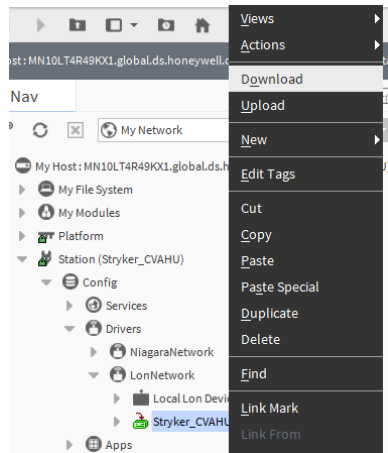 Views
Actions
ost : MN10LT4R49KX1.global.ds.honeywell.c
Download
Nav
Upload
My Network
New
My Host : MN10LT4R49KX1.global.ds.h
Edit Tags
My File System
My Modules
Cut
Platform
Copy
Station (Stryker_CVAHU)
Paste
Config
Paste Special
Services
Duplicate
Drivers
Delete
NiagaraNetwork
Find
LonNetwork
Local Lon Devi
Link Mark
Stryker_CVAHU
Link From
Apps